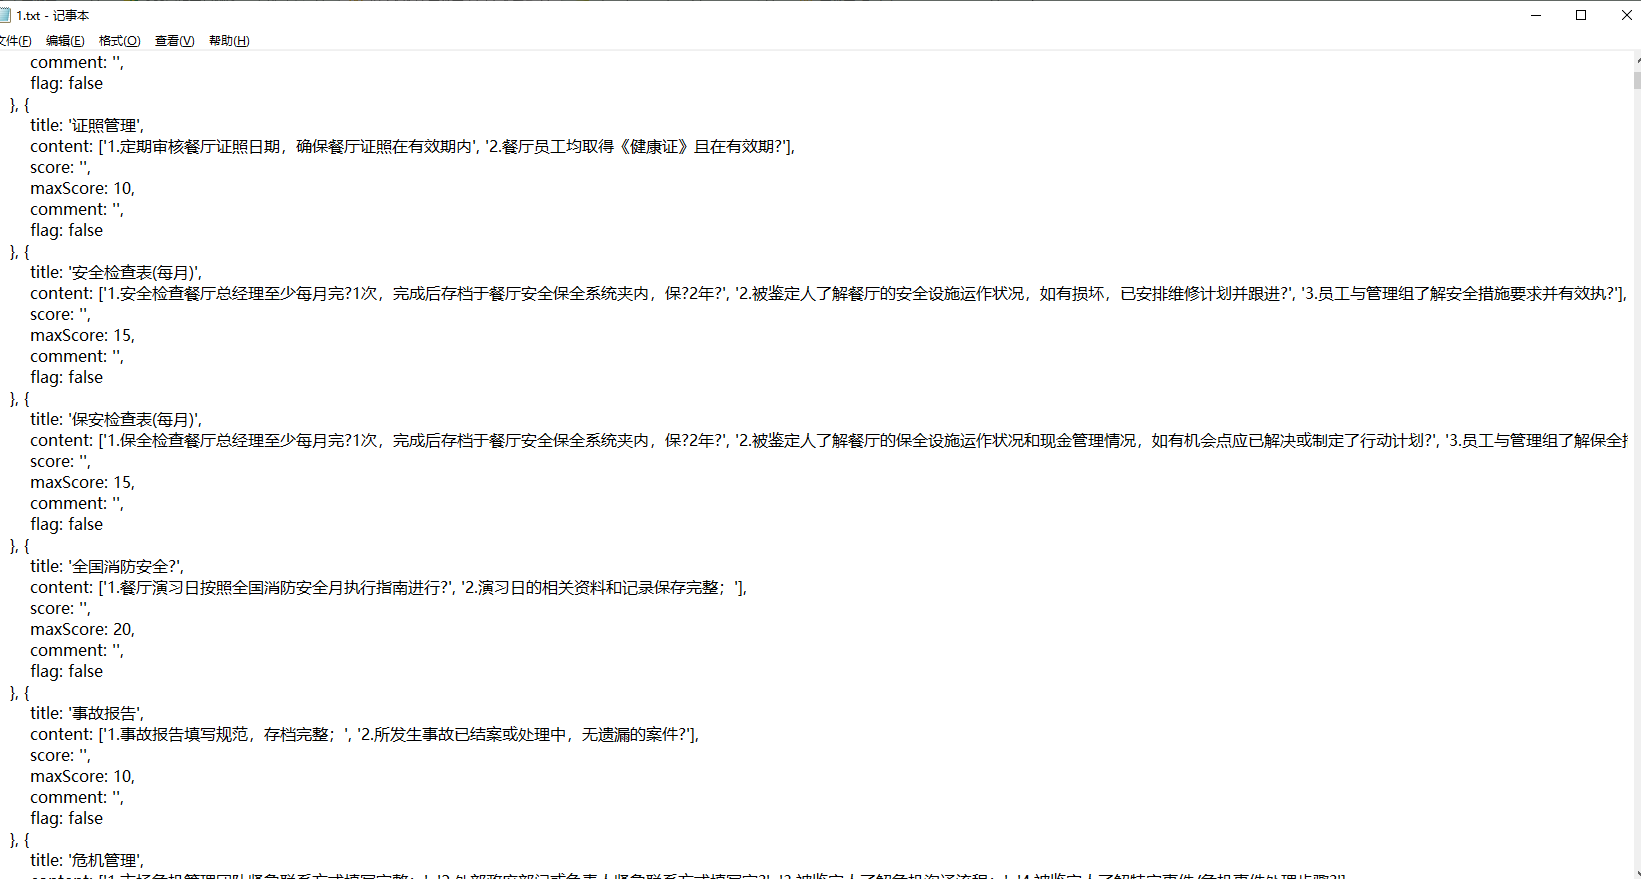 1.txt - 记事本
文件(F) 编辑(E) 格式(O) 查看(V) 帮助(H)
comment: '',
flag: false
}, {
title: '证照管理',
content: ['1.定期审核餐厅证照日期，确保餐厅证照在有效期内', '2.餐厅员工均取得《健康证》且在有效期?'],
score: '',
maxScore: 10,
comment: '',
flag: false
}, {
title: '安全检查表(每月)',
content: ['1.安全检查餐厅总经理至少每月完?1次，完成后存档于餐厅安全保全系统夹内，保?2年?', '2.被鉴定人了解餐厅的安全设施运作状况，如有损坏，已安排维修计划并跟进?', '3.员工与管理组了解安全措施要求并有效执?'],
score: '',
maxScore: 15,
comment: '',
flag: false
}, {
title: '保安检查表(每月)',
content: ['1.保全检查餐厅总经理至少每月完?1次，完成后存档于餐厅安全保全系统夹内，保?2年?', '2.被鉴定人了解餐厅的保全设施运作状况和现金管理情况，如有机会点应已解决或制定了行动计划?', '3.员工与管理组了解保全
score: '',
maxScore: 15,
comment: '',
flag: false
}, {
title: '全国消防安全?',
content: ['1.餐厅演习日按照全国消防安全月执行指南进行?', '2.演习日的相关资料和记录保存完整；'],
score: '',
maxScore: 20,
comment: '',
flag: false
}, {
title: '事故报告',
content: ['1.事故报告填写规范，存档完整；', '2.所发生事故已结案或处理中，无遗漏的案件?'],
score: '',
maxScore: 10,
comment: '',
flag: false
}, {
title: '危机管理',